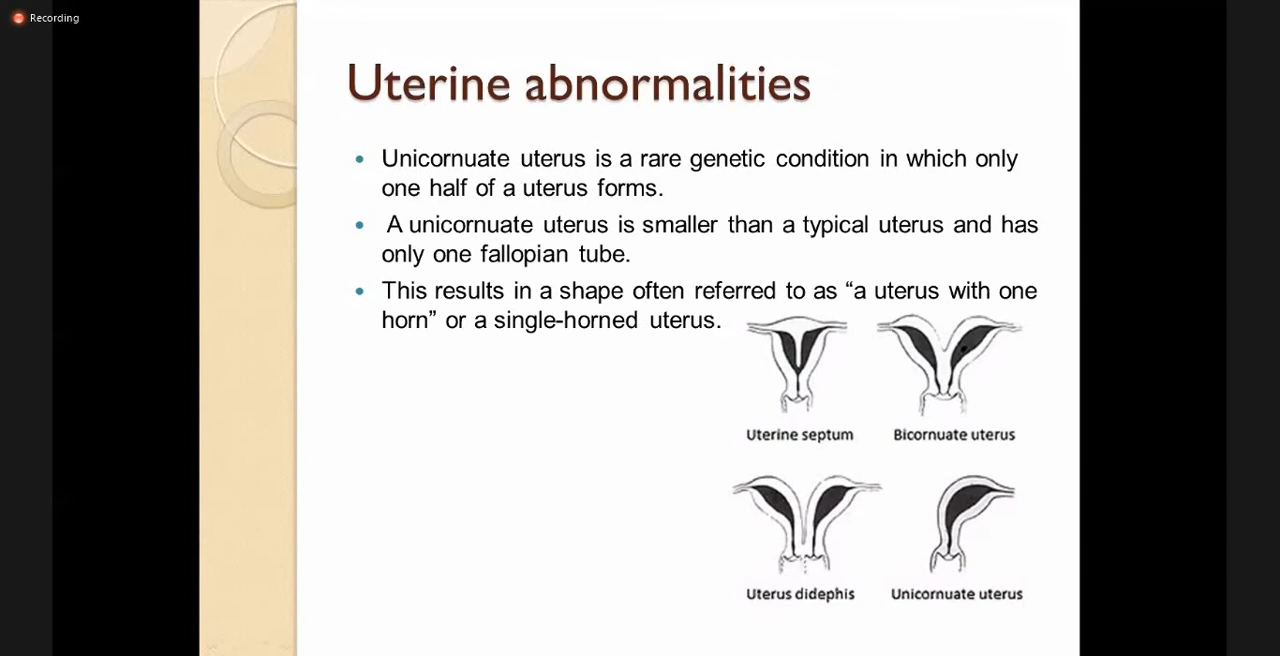 Recording
Uterine abnormalities
• Unicornuate uterus is a rare genetic condition in which only
one half of a uterus forms.
• A unicornuate uterus is smaller than a typical uterus and has
only one fallopian tube.
• This results in a shape often referred to as “a uterus with one
horn” or a single-horned uterus.
Uterine septum
Bicornuate uterus
Uterus didephis
Unicornuate uterus